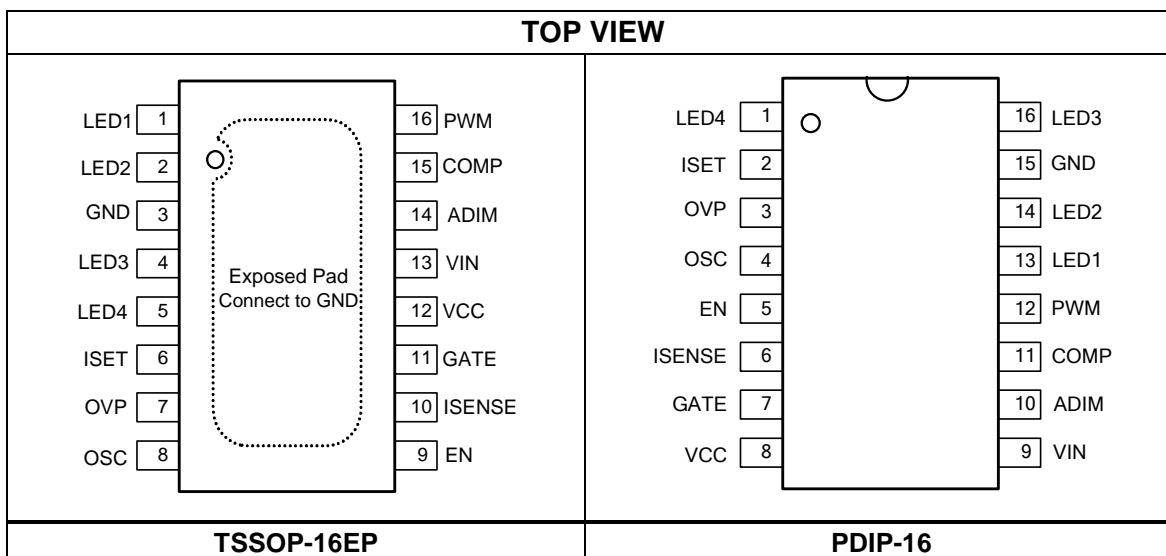 TOP VIEW
LED1 1
LED2 2
GND 3
LED3 4
LED4 5
ISET 6
OVP 7
OSC 8
Exposed Pad
Connect to GND
16 PWM
15 COMP
14 ADIM
13 VIN
12 VCC
11 GATE
10 ISENSE
9 EN
TSSOP-16EP
LED4 1
ISET 2
OVP 3
OSC 4
EN 5
ISENSE 6
GATE 7
VCC 8
16 LED3
15 GND
14 LED2
13 LED1
12 PWM
11 COMP
10 ADIM
9 VIN
PDIP-16